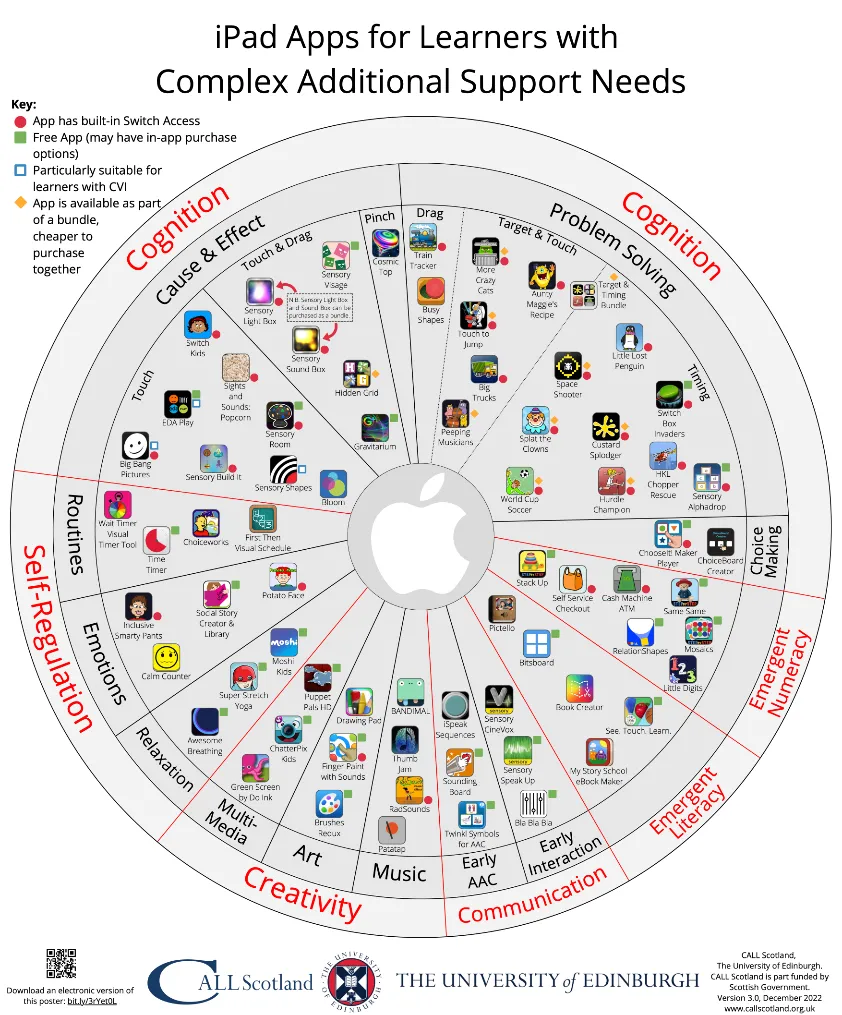 iPad Apps for Learners with
Complex Additional Support Needs
Key:
App has built-in Switch Access
Free App (may have in-app purchase
options)
Particularly suitable for
learners with CVI
App is available as part
of a bundle,
cheaper to
purchase
together
Cognition
Cause & Effect
Touch & Drag
Pinch
Drag
Target & Touch
Problem Solving
Cognition
Cosmic
Top
Train
Tracker
Sensory
Visage
Sensory
Light Box
N.B. Sensory Light Box
and Sound Box can be
purchased as a bundle.
Sensory
Sound Box
Busy
Shapes
More
Crazy
Cats
Aunty
Maggie's
Recipe
Target &
Timing
Bundle
Touch to
Jump
Little Lost
Penguin
Switch
Kids
Touch
Sights
and
Sounds:
Popcorn
Hidden Grid
Big
Trucks
Space
Shooter
Timing
EDA Play
Sensory
Room
Gravitarium
Peeping
Musicians
Splat the
Clowns
Custard
Splodger
Switch
Box
Invaders
Big Bang
Pictures
Sensory Build It
Sensory Shapes
Bloom
World Cup
Soccer
Hurdle
Champion
HKL
Chopper
Rescue
Sensory
Alphadrop
Self-Regulation
Routines
Wait Timer
Visual
Timer Tool
Time
Timer
Choiceworks
First Then
Visual Schedule
ChooseIt! Maker
Player
ChoiceBoard
Creator
Choice
Making
Emotions
Inclusive
Smarty Pants
Social Story
Creator &
Library
Potato Face
Calm Counter
Stack Up
Self Service
Checkout
Cash Machine
ATM
Same Same
RelationShapes
Mosaics
Little Digits
Emergent
Numeracy
Relaxation
Moshi
moshi
Kids
Super Stretch
Yoga
Awesome
Breathing
Pictello
Bitsboard
Book Creator
See. Touch. Learn.
My Story School
eBook Maker
Emergent
Literacy
Multi-
Media
Puppet
Pals HD
ChatterPix
Kids
Green Screen
by Do Ink
Art
Drawing Pad
Finger Paint
with Sounds
Brushes
Redux
Music
BANDIMAL
Thumb
Jam
RadSounds
Patatap
Creativity
Early
AAC
iSpeak
Sequences
Sounding
Board
Twinkl Symbols
for AAC
Early
Interaction
Sensory
CineVox
Sensory
Speak Up
Bla Bla Bla
Communication
Download an electronic version of
this poster: bit.ly/3rYet0L
CALL Scotland
THE UNIVERSITY OF EDINBURGH
THE UNIVERSITY of EDINBURGH
CALL Scotland,
The University of Edinburgh.
CALL Scotland is part funded by
Scottish Government.
Version 3.0, December 2022
www.callscotland.org.uk